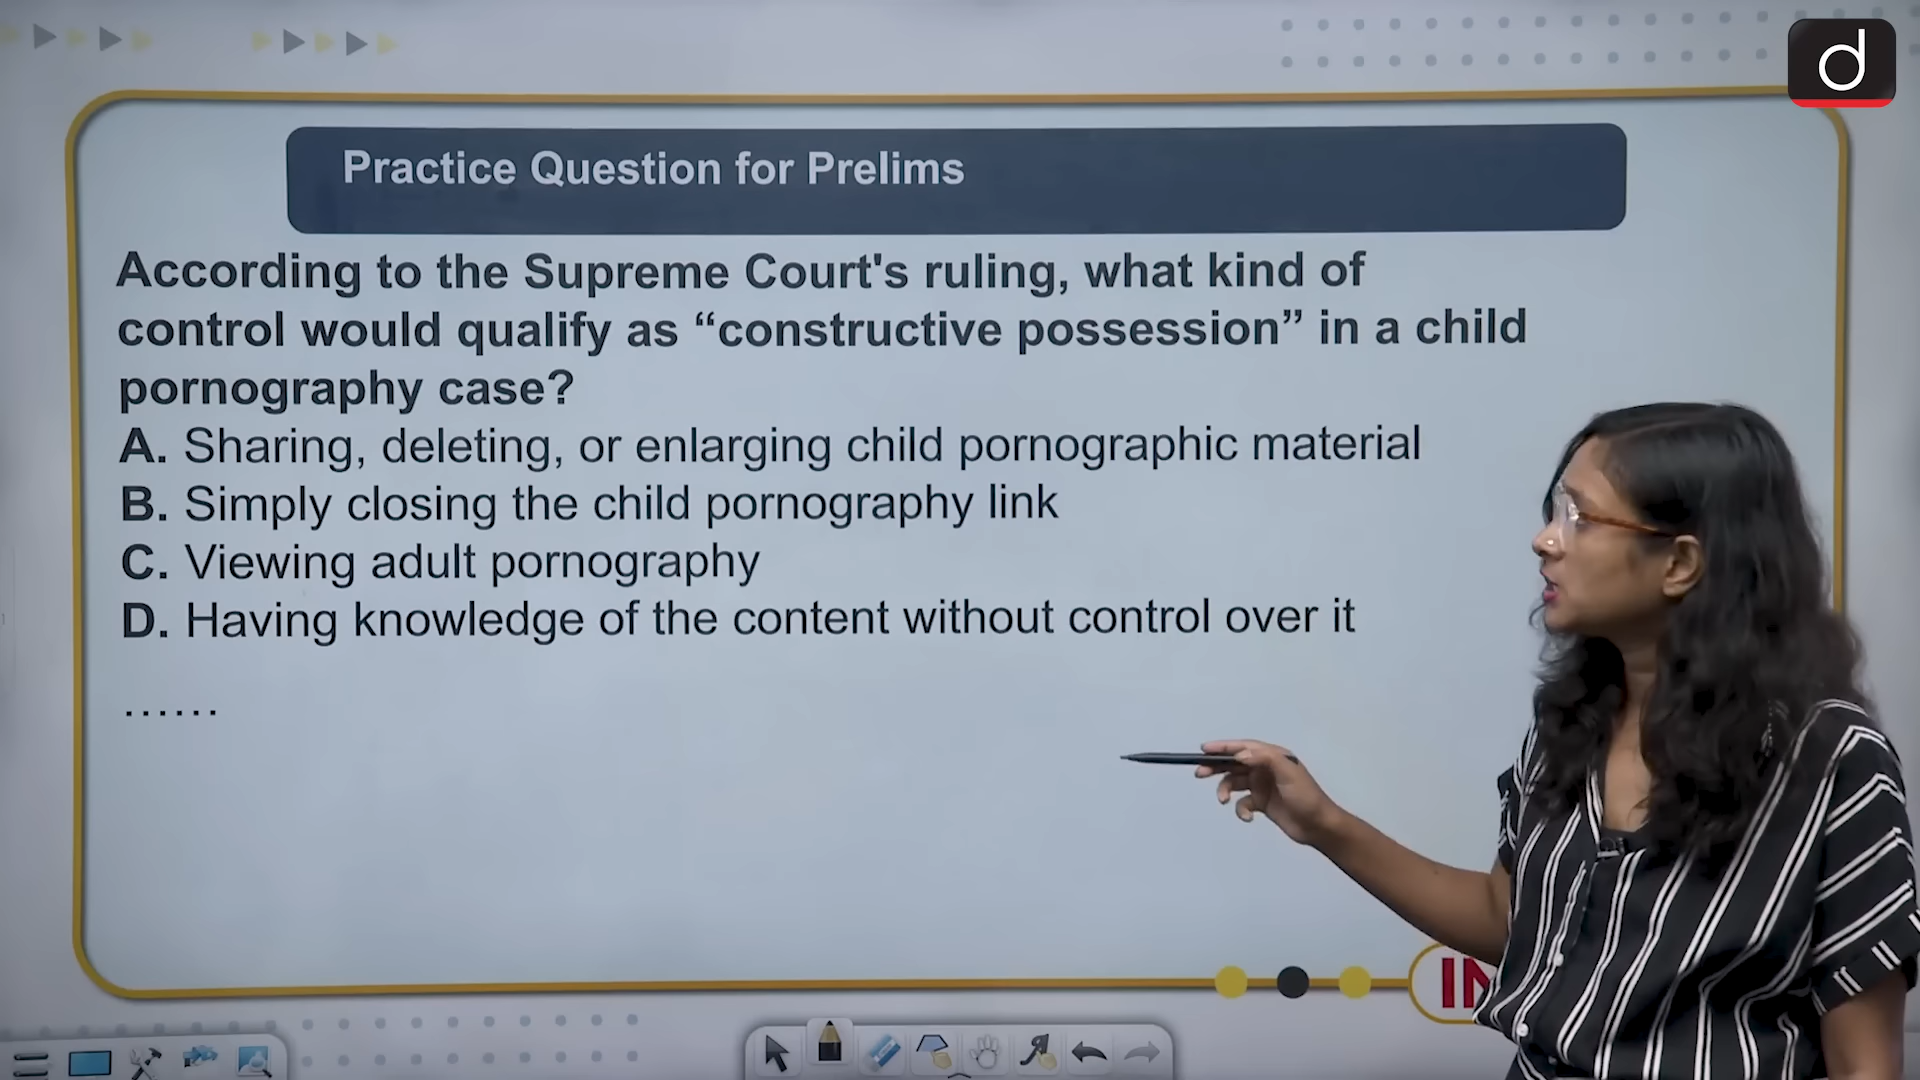 d
Practice Question for Prelims
According to the Supreme Court's ruling, what kind of
control would qualify as “constructive possession” in a child
pornography case?
A. Sharing, deleting, or enlarging child pornographic material
B. Simply closing the child pornography link
C. Viewing adult pornography
D. Having knowledge of the content without control over it
......